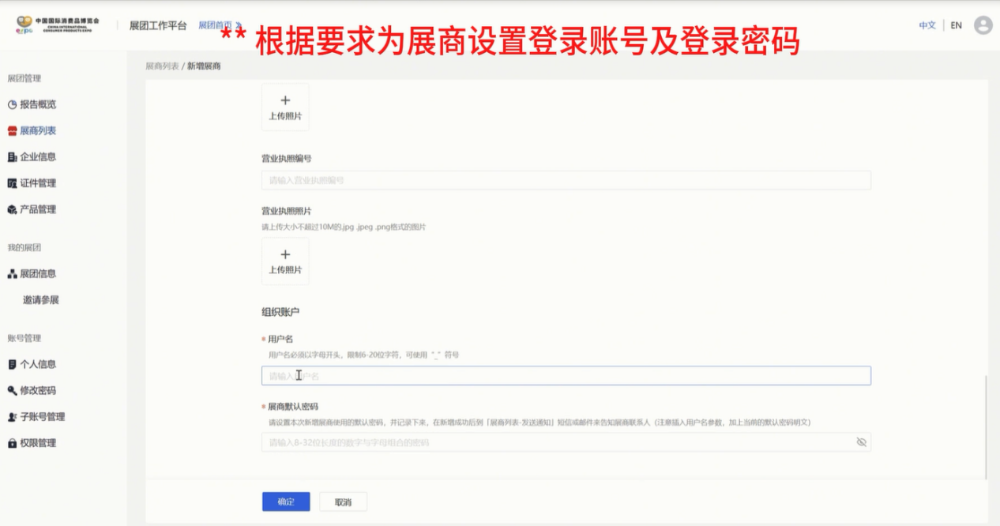 中国国际消费品博览会
CHINA INTERNATIONAL
CONSUMER PRODUCTS EXPO
expo
展团工作平台
展团首页
中文 EN
** 根据要求为展商设置登录账号及登录密码
展商列表 / 新增展商
展团管理
报告概览
展商列表
企业信息
证件管理
产品管理
我的展团
展团信息
邀请参展
账号管理
个人信息
修改密码
子账号管理
权限管理
+
上传照片
营业执照编号
请输入营业执照编号
营业执照照片
请上传大小不超过10M的.jpg .jpeg .png格式的图片
+
上传照片
组织账户
* 用户名
用户名必须以字母开头，限制6-20位字符，可使用“_”符号
请输入用户名
* 展商默认密码
请设置本次新增展商使用的默认密码，并记录下来，在新增成功后到「展商列表-发送通知」短信或邮件来告知展商联系人（注意插入用户名参数，加上当前的默认密码明文）
请输入8-32位长度的数字与字母组合的密码
确定 取消